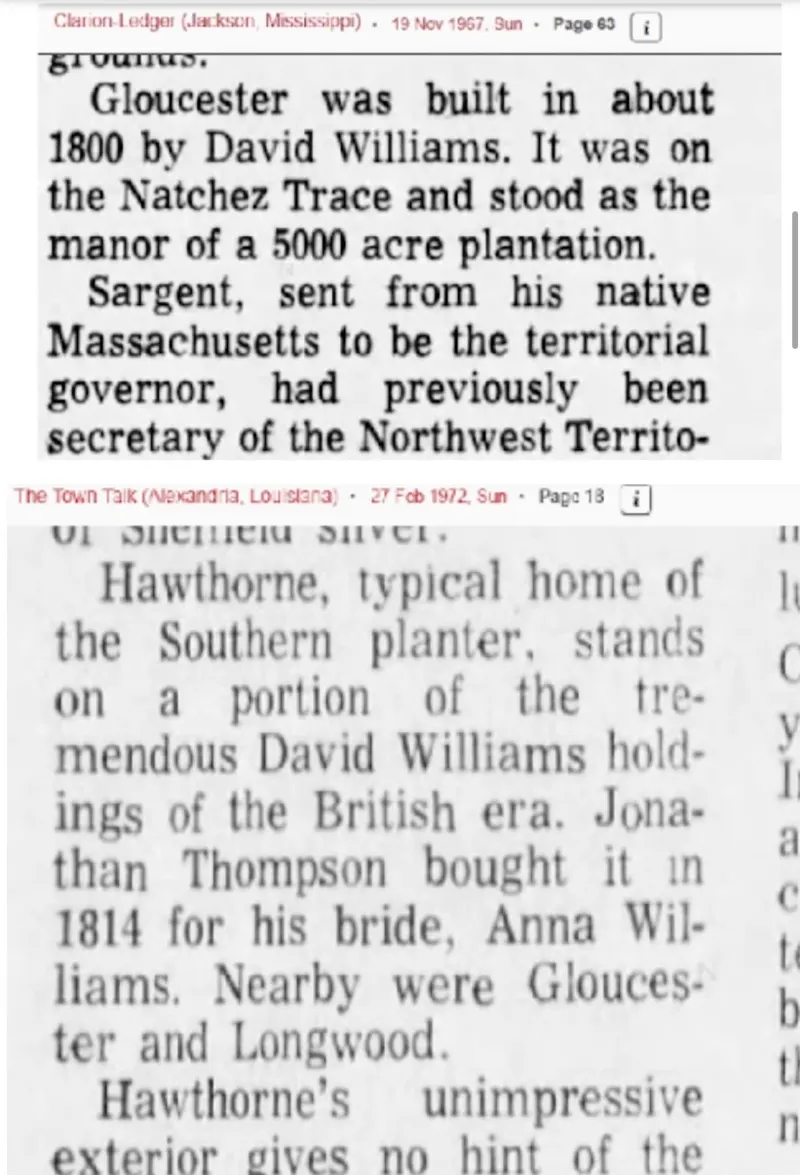 Clarion-Ledger (Jackson, Mississippi) · 19 Nov 1967, Sun · Page 63 i
grounds.
Gloucester was built in about
1800 by David Williams. It was on
the Natchez Trace and stood as the
manor of a 5000 acre plantation.
Sargent, sent from his native
Massachusetts to be the territorial
governor, had previously been
secretary of the Northwest Territo-
The Town Talk (Alexandria, Louisiana) · 27 Feb 1972, Sun · Page 18 i
of Sheffield silver.
Hawthorne, typical home of
the Southern planter, stands
on a portion of the tre-
mendous David Williams hold-
ings of the British era. Jona-
than Thompson bought it in
1814 for his bride, Anna Wil-
liams. Nearby were Glouces-
ter and Longwood.
Hawthorne's unimpressive
exterior gives no hint of the